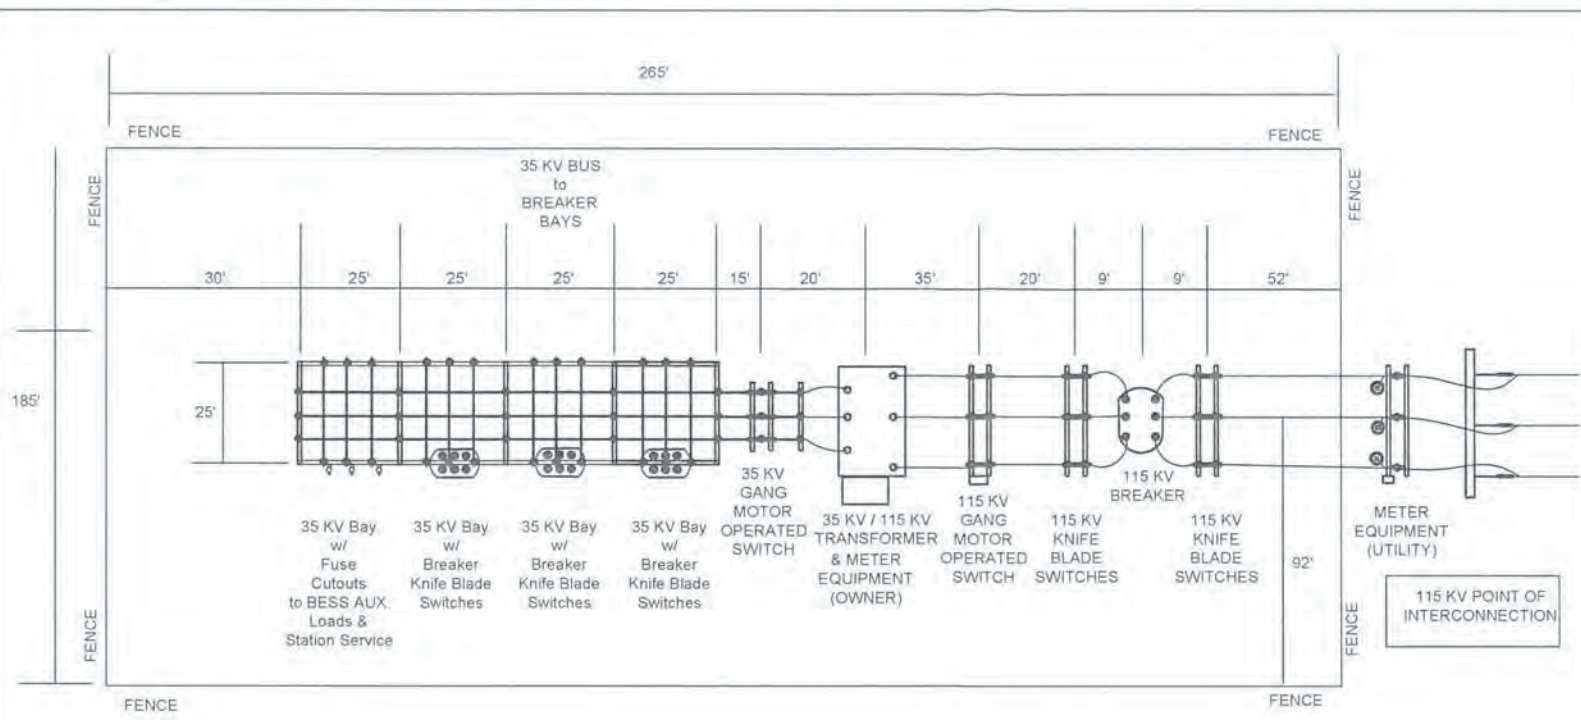 265'
FENCE
FENCE
35 KV BUS
to
BREAKER
BAYS
FENCE
FENCE
30'
25'
25'
25'
25'
15'
20'
35'
20'
9'
9'
52'
185'
25'
35 KV
GANG
MOTOR
OPERATED
SWITCH
115 KV
BREAKER
35 KV Bay
w/
Fuse
Cutouts
to BESS AUX.
Loads &
Station Service
35 KV Bay
w/
Breaker
Knife Blade
Switches
35 KV Bay
w/
Breaker
Knife Blade
Switches
35 KV Bay
w/
Breaker
Knife Blade
Switches
35 KV / 115 KV
TRANSFORMER
& METER
EQUIPMENT
(OWNER)
115 KV
GANG
MOTOR
OPERATED
SWITCH
115 KV
KNIFE
BLADE
SWITCHES
115 KV
KNIFE
BLADE
SWITCHES
METER
EQUIPMENT
(UTILITY)
92'
115 KV POINT OF
INTERCONNECTION
FENCE
FENCE
FENCE
FENCE